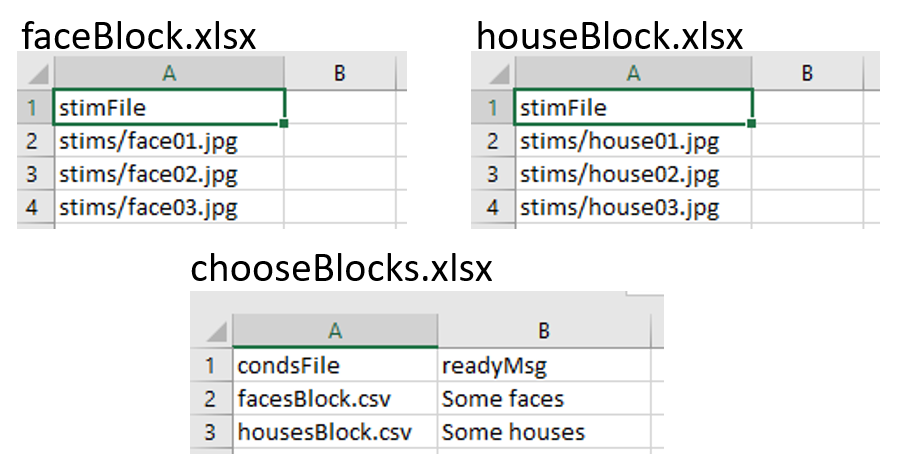 faceBlock.xlsx
A B
1 stimFile
2 stims/face01.jpg
3 stims/face02.jpg
4 stims/face03.jpg
houseBlock.xlsx
A B
1 stimFile
2 stims/house01.jpg
3 stims/house02.jpg
4 stims/house03.jpg
chooseBlocks.xlsx
A B
1 condsFile readyMsg
2 facesBlock.csv Some faces
3 housesBlock.csv Some houses